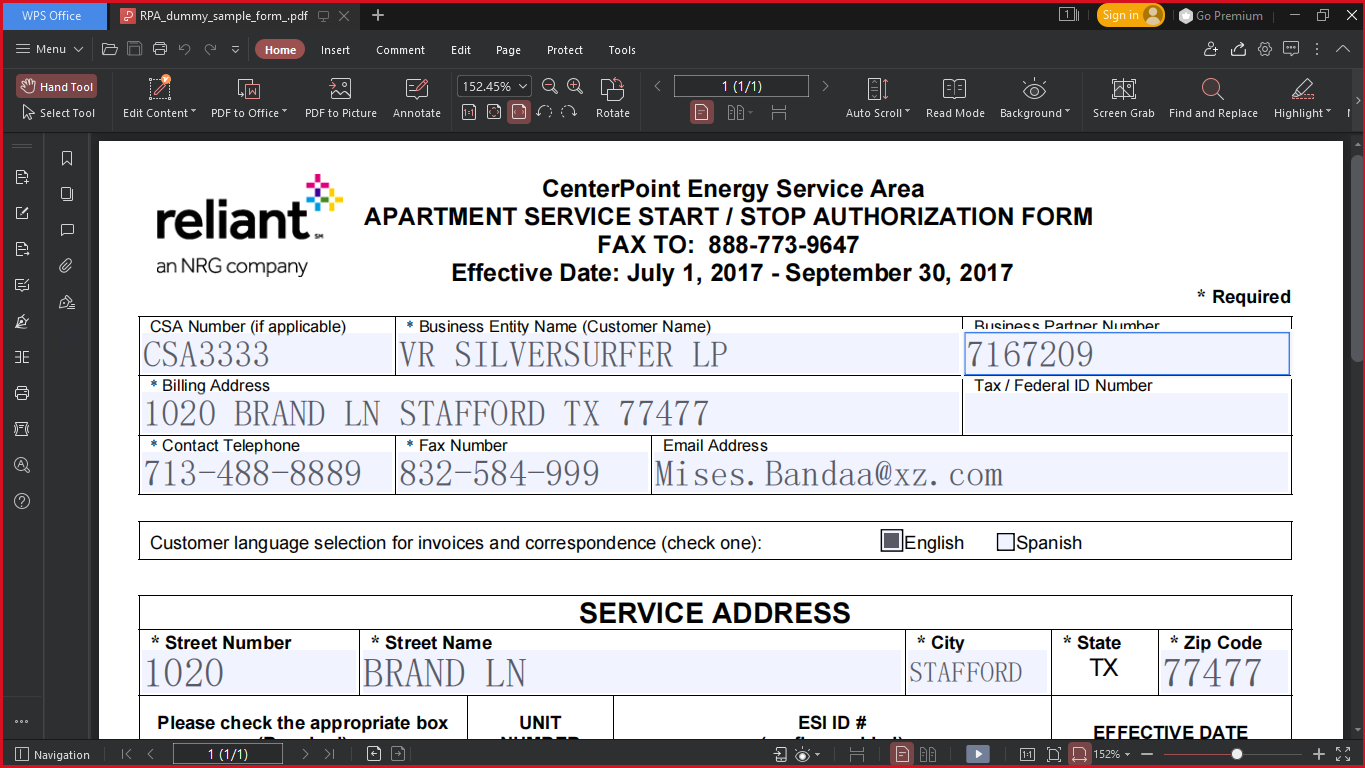 WPS Office
RPA_dummy_sample_form_.pdf
Sign in
Go Premium
Menu
Home
Insert
Comment
Edit
Page
Protect
Tools
Hand Tool
Select Tool
Edit Content
PDF to Office
PDF to Picture
Annotate
152.45%
Rotate
1 (1/1)
Auto Scroll
Read Mode
Background
Screen Grab
Find and Replace
Highlight
reliant
SM
an NRG company
CenterPoint Energy Service Area
APARTMENT SERVICE START / STOP AUTHORIZATION FORM
FAX TO: 888-773-9647
Effective Date: July 1, 2017 - September 30, 2017
* Required
CSA Number (if applicable)
* Business Entity Name (Customer Name)
Business Partner Number
CSA3333
VR SILVERSURFER LP
7167209
* Billing Address
Tax / Federal ID Number
1020 BRAND LN STAFFORD TX 77477
* Contact Telephone
* Fax Number
Email Address
713-488-8889
832-584-999
Mises.Bandaa@xz.com
Customer language selection for invoices and correspondence (check one):
English
Spanish
SERVICE ADDRESS
* Street Number
* Street Name
* City
* State
* Zip Code
1020
BRAND LN
STAFFORD
TX
77477
Please check the appropriate box
UNIT
NUMBER
ESI ID #
EFFECTIVE DATE
Navigation
1 (1/1)
152%